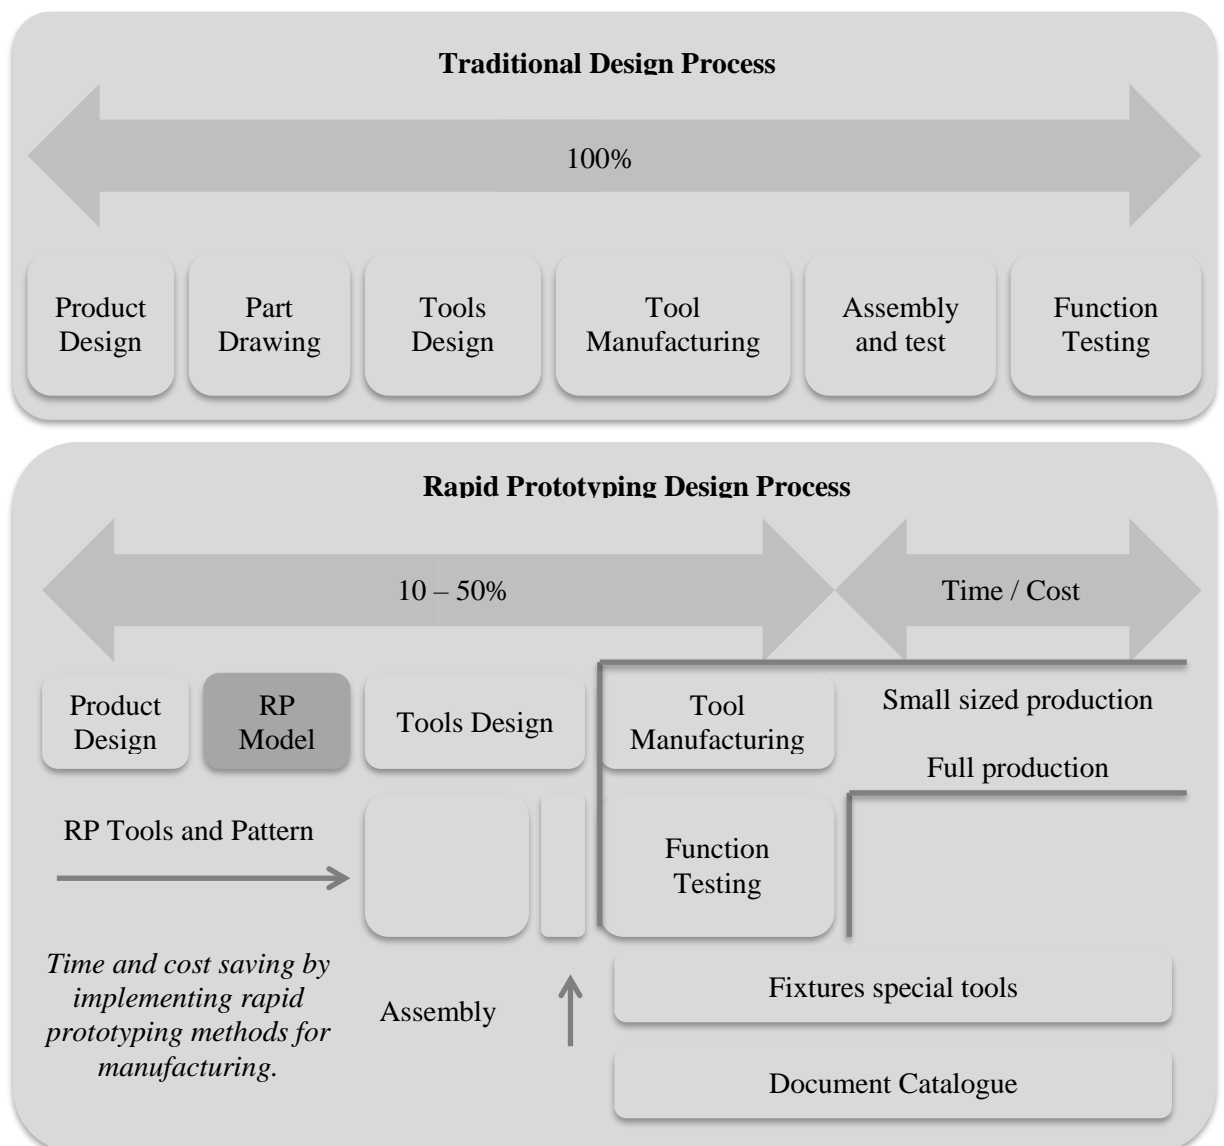 Traditional Design Process
100%
Product
Design
Part
Drawing
Tools
Design
Tool
Manufacturing
Assembly
and test
Function
Testing
Rapid Prototyping Design Process
10 – 50%
Time / Cost
Product
Design
RP
Model
Tools Design
Tool
Manufacturing
Small sized production
Full production
RP Tools and Pattern
Function
Testing
Time and cost saving by
implementing rapid
prototyping methods for
manufacturing.
Assembly
Fixtures special tools
Document Catalogue